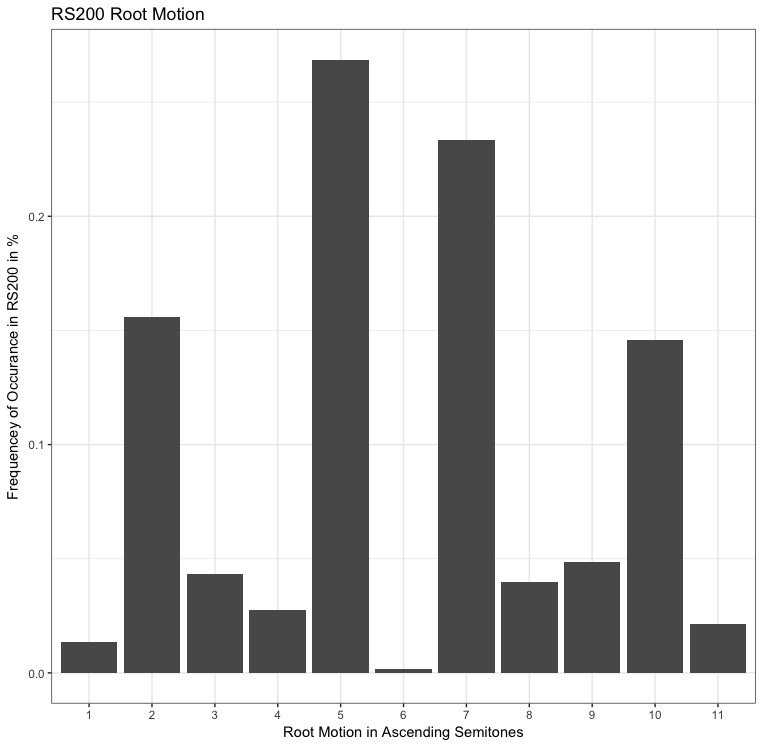 RS200 Root Motion
Frequencey of Occurance in RS200 in %
0.2
0.1
0.0
1 2 3 4 5 6 7 8 9 10 11
Root Motion in Ascending Semitones